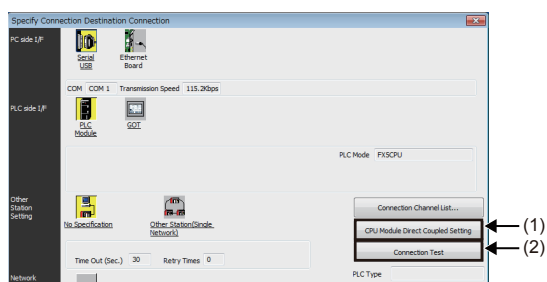 Specify Connection Destination Connection
PC side I/F
Serial
USB
Ethernet
Board
COM COM 1 Transmission Speed 115.2Kbps
PLC side I/F
PLC
Module
GOT
PLC Mode FX5CPU
Other
Station
Setting
No Specification
Other Station(Single
Network)
Connection Channel List...
CPU Module Direct Coupled Setting
(1)
Connection Test
(2)
Time Out (Sec.) 30 Retry Times 0
PLC Type
Network